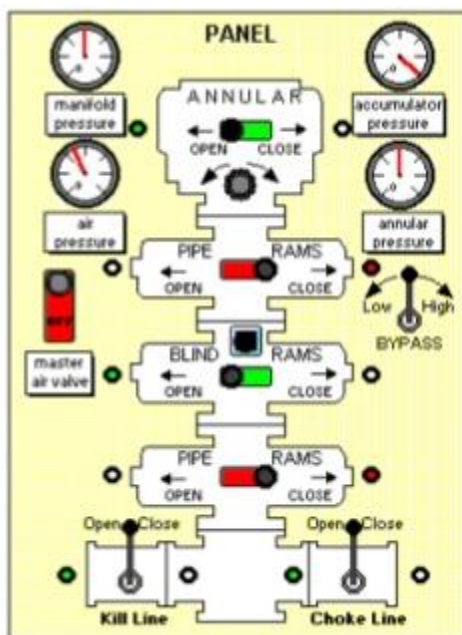 PANEL
manifold
pressure
ANNULAR
accumulator
pressure
OPEN CLOSE
air
pressure
annular
pressure
PIPE RAMS
OPEN CLOSE
Low High
BYPASS
master
air valve
BLIND RAMS
OPEN CLOSE
PIPE RAMS
OPEN CLOSE
Open Close Open Close
Kill Line Choke Line